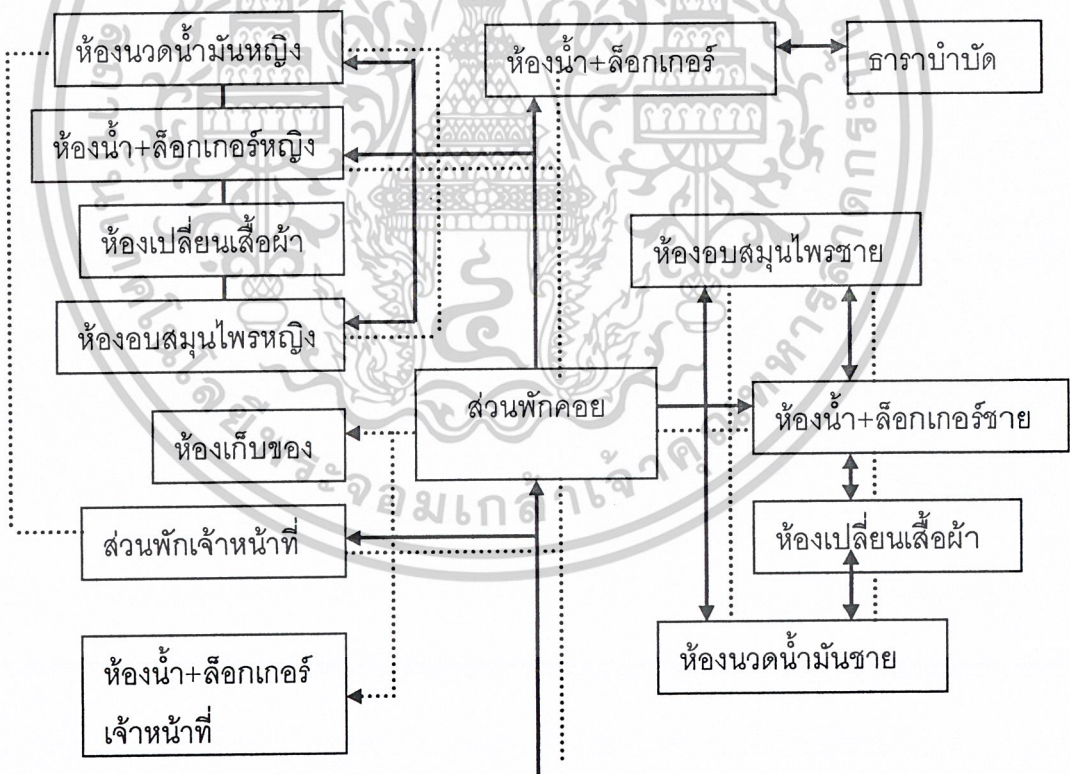 ห้องนวดน้ำมันหญิง
ห้องน้ำ+ล็อกเกอร์
ธาราบำบัด
ห้องน้ำ+ล็อกเกอร์หญิง
ห้องเปลี่ยนเสื้อผ้า
ห้องอบสมุนไพรชาย
ห้องอบสมุนไพรหญิง
ส่วนพักคอย
ห้องน้ำ+ล็อกเกอร์ชาย
ห้องเก็บของ
ส่วนพักเจ้าหน้าที่
ห้องเปลี่ยนเสื้อผ้า
ห้องนวดน้ำมันชาย
ห้องน้ำ+ล็อกเกอร์
เจ้าหน้าที่